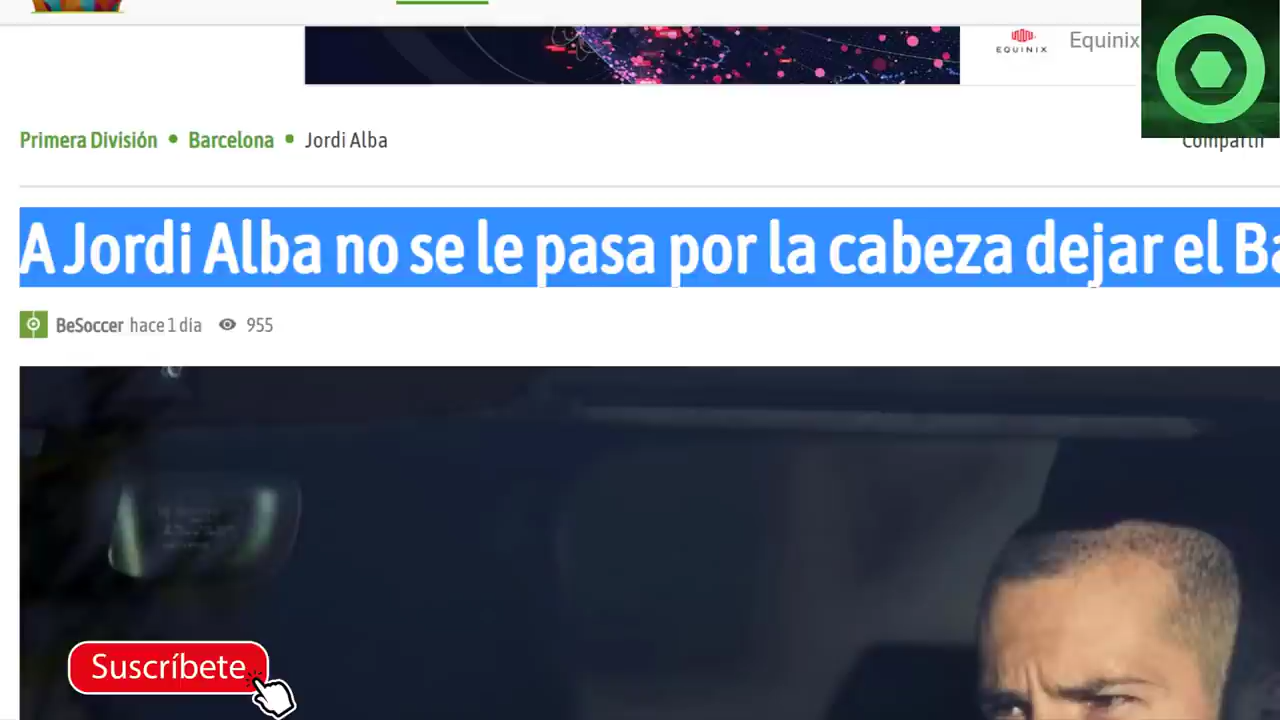 EQUINIX
Equinix
Primera División • Barcelona • Jordi Alba
Compartir
A Jordi Alba no se le pasa por la cabeza dejar el Ba
BeSoccer hace 1 día 955
Suscríbete